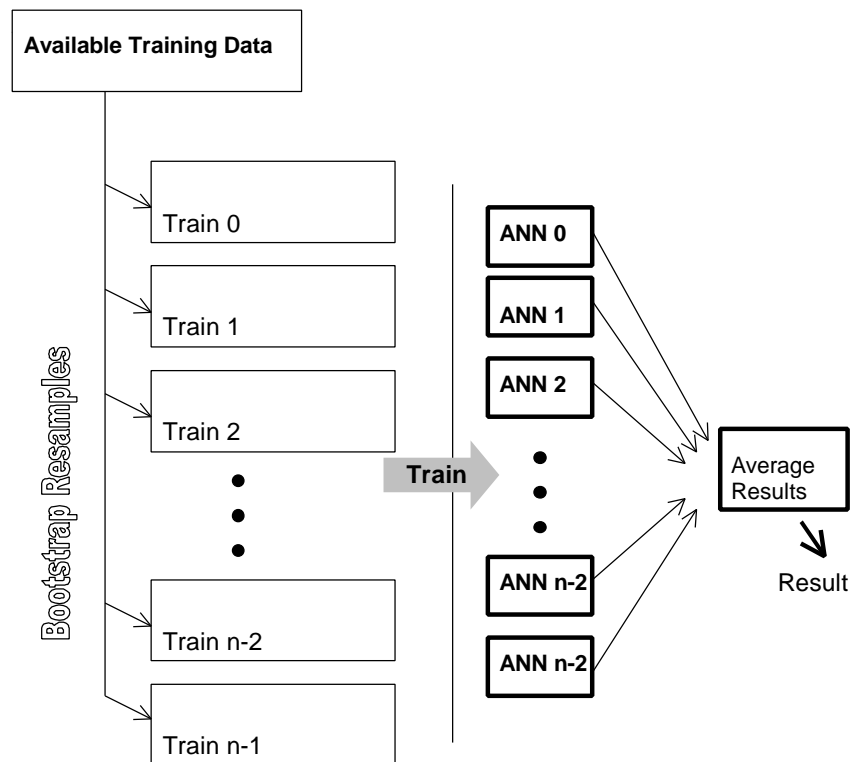 Available Training Data
Bootstrap Resamples
Train 0
Train 1
Train 2
Train n-2
Train n-1
Train
ANN 0
ANN 1
ANN 2
ANN n-2
ANN n-2
Average
Results
Result